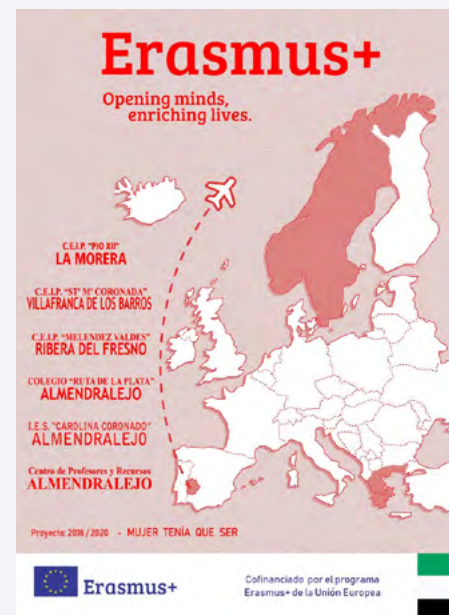 Erasmus+
Opening minds,
enriching lives.
C.E.I.P. "PIO XII"
LA MORERA
C.E.I.P. "STª Mª CORONADA"
VILLAFRANCA DE LOS BARROS
C.E.I.P. "MELENDEZ VALDES"
RIBERA DEL FRESNO
COLEGIO "RUTA DE LA PLATA"
ALMENDRALEJO
I.E.S. "CAROLINA CORONADO"
ALMENDRALEJO
Centro de Profesores y Recursos
ALMENDRALEJO
Proyecto: 2018 / 2020 - MUJER TENÍA QUE SER
Erasmus+
Cofinanciado por el programa
Erasmus+ de la Unión Europea